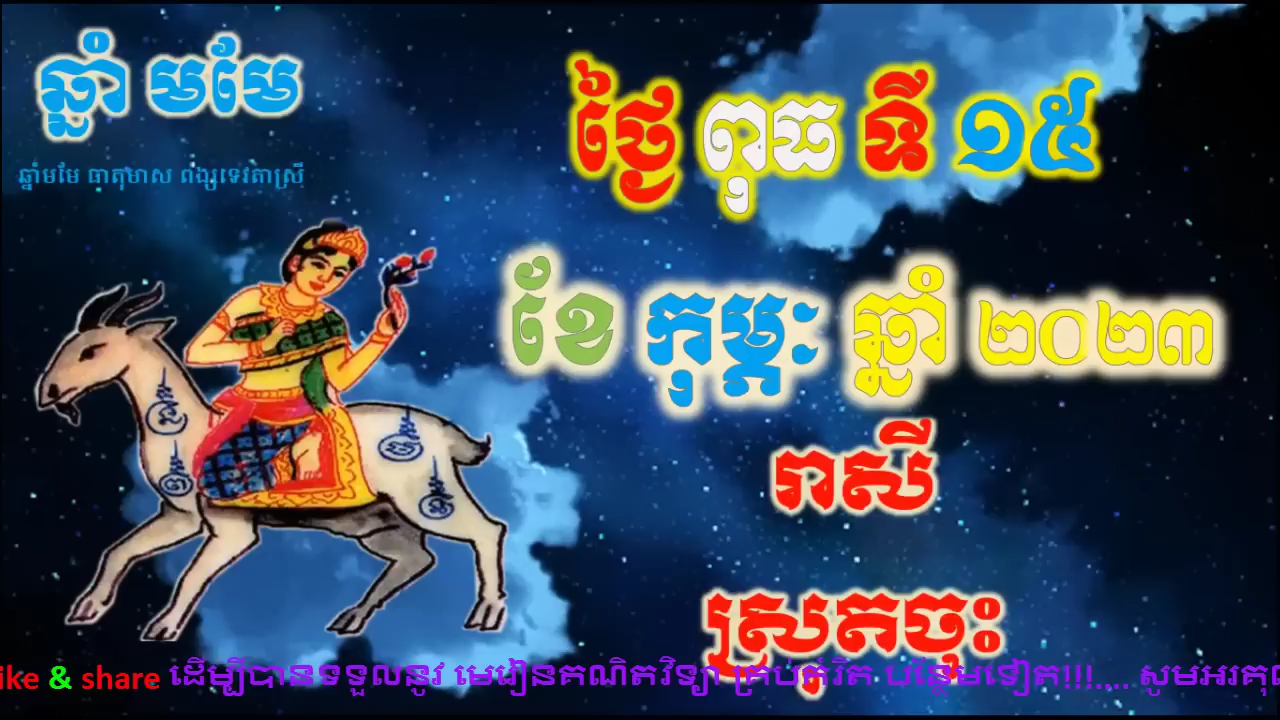 ឆ្នាំ មមែ
ឆ្នាំមមែ ធាតុមាស ពង្សទេវតាស្រី
ថ្ងៃ ពុធ ទី ១៥
ខែ កុម្ភៈ ឆ្នាំ ២០២៣
រាសី
ស្រុតចុះ
ike & share ដើម្បីបានទទួលនូវ មេរៀនគណិតវិទ្យា គ្រប់កំរិត បន្ថែមទៀត!!!.... សូមអរគុណ